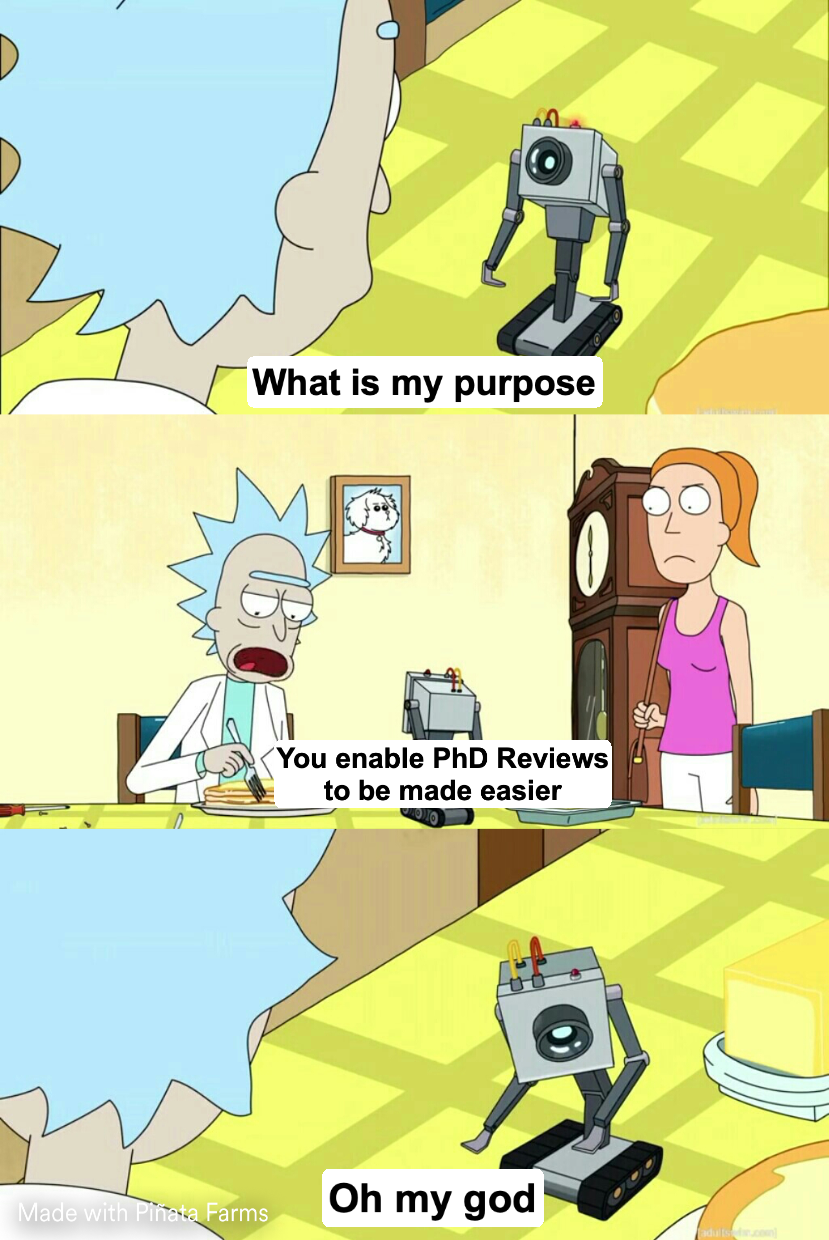 What is my purpose
You enable PhD Reviews
to be made easier
Oh my god
Made with Piñata Farms